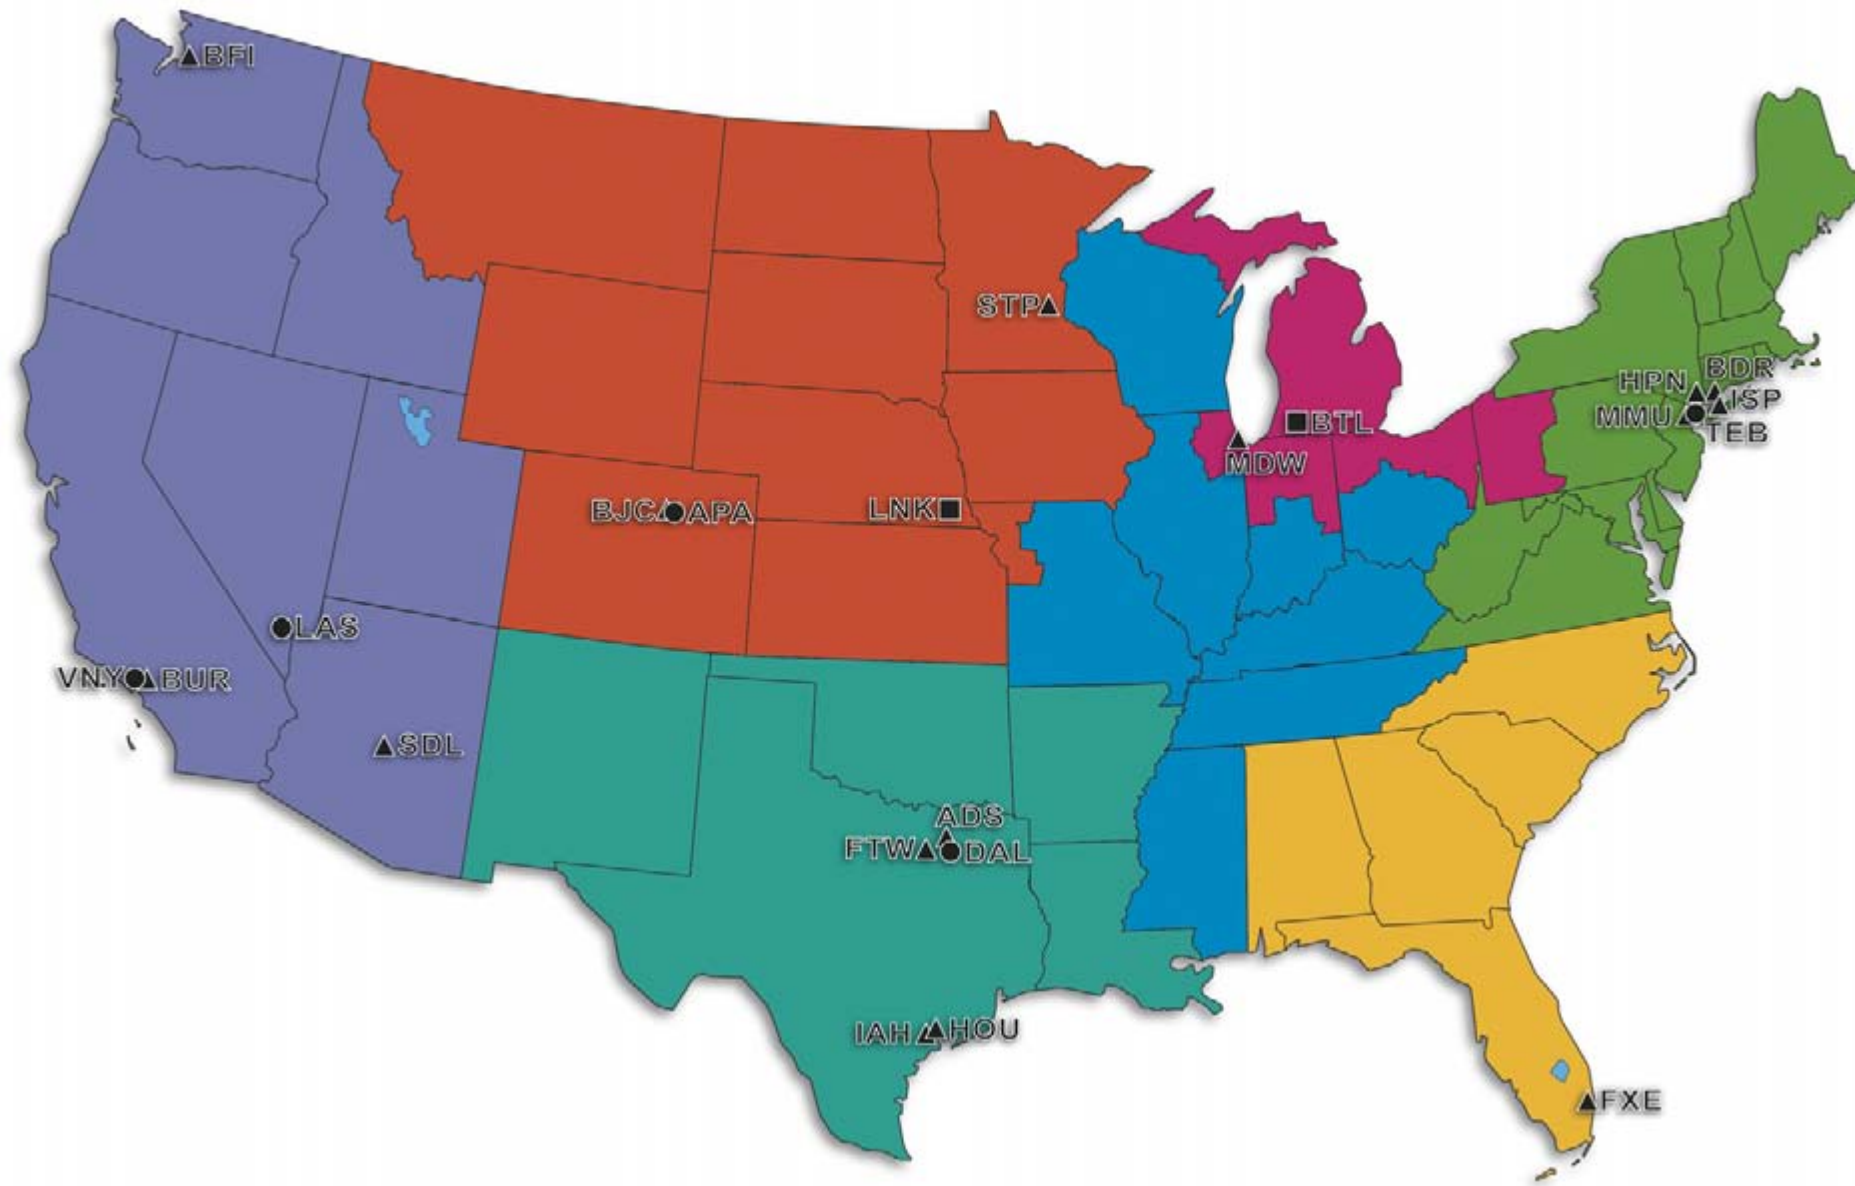 BFI
STP
BDR
HPN
ISP
MMU
TEB
BTL
MDW
BJC
APA
LNK
LAS
VNY
BUR
SDL
ADS
FTW
DAL
IAH
HOU
FXE